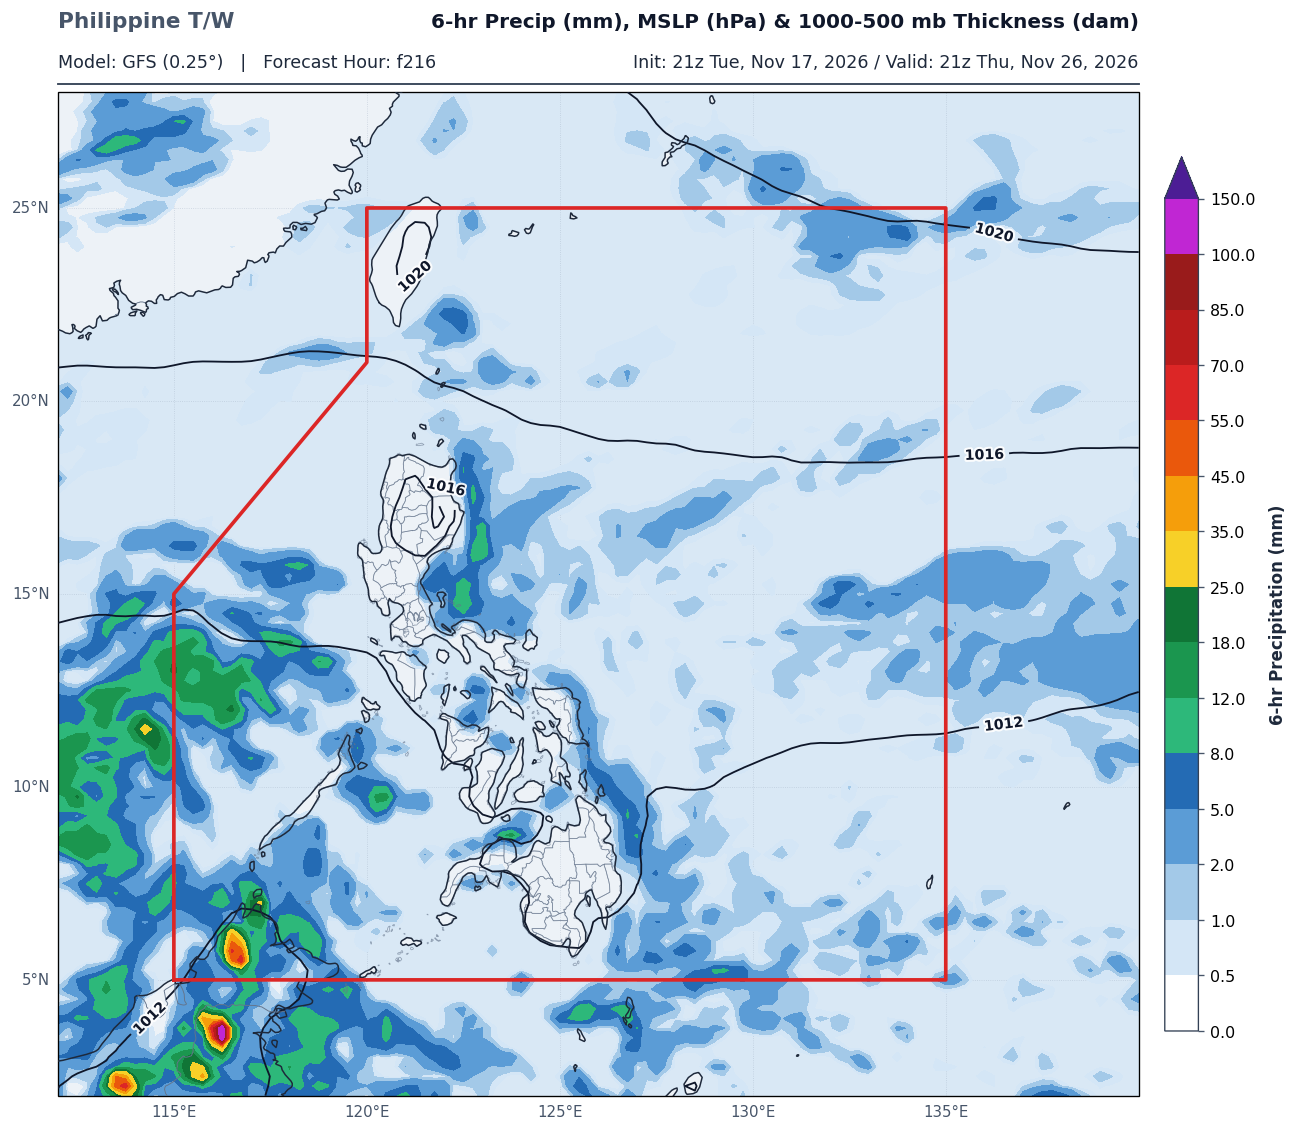 Philippine T/W
6-hr Precip (mm), MSLP (hPa) & 1000-500 mb Thickness (dam)
Model: GFS (0.25°) | Forecast Hour: f216
Init: 21z Tue, Nov 17, 2026 / Valid: 21z Thu, Nov 26, 2026
25°N
20°N
15°N
10°N
5°N
115°E
120°E
125°E
130°E
135°E
1020
1020
1016
1016
1012
1012
150.0
100.0
85.0
70.0
55.0
45.0
35.0
25.0
18.0
12.0
8.0
5.0
2.0
1.0
0.5
0.0
6-hr Precipitation (mm)